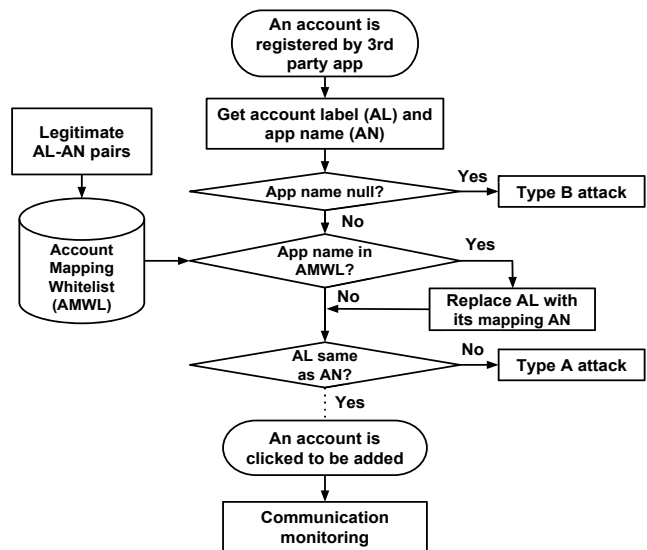 An account is
registered by 3rd
party app
Get account label (AL) and
app name (AN)
Legitimate
AL-AN pairs
App name null?
Yes
Type B attack
No
Account
Mapping
Whitelist
(AMWL)
App name in
AMWL?
Yes
No
Replace AL with
its mapping AN
AL same
as AN?
No
Type A attack
Yes
An account is
clicked to be added
Communication
monitoring